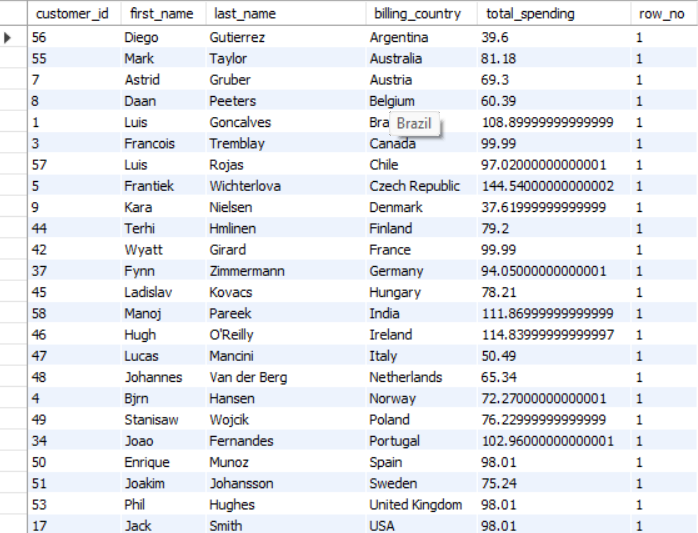 customer_id first_name last_name billing_country total_spending row_no
56 Diego Gutierrez Argentina 39.6 1
55 Mark Taylor Australia 81.18 1
7 Astrid Gruber Austria 69.3 1
8 Daan Peeters Belgium 60.39 1
1 Luis Goncalves Bra Brazil 108.89999999999999 1
3 Francois Tremblay Canada 99.99 1
57 Luis Rojas Chile 97.02000000000001 1
5 Frantiek Wichterlova Czech Republic 144.54000000000002 1
9 Kara Nielsen Denmark 37.61999999999999 1
44 Terhi Hmlinen Finland 79.2 1
42 Wyatt Girard France 99.99 1
37 Fynn Zimmermann Germany 94.05000000000001 1
45 Ladislav Kovacs Hungary 78.21 1
58 Manoj Pareek India 111.86999999999999 1
46 Hugh O'Reilly Ireland 114.83999999999997 1
47 Lucas Mancini Italy 50.49 1
48 Johannes Van der Berg Netherlands 65.34 1
4 Bjrn Hansen Norway 72.27000000000001 1
49 Stanisaw Wojcik Poland 76.22999999999999 1
34 Joao Fernandes Portugal 102.96000000000001 1
50 Enrique Munoz Spain 98.01 1
51 Joakim Johansson Sweden 75.24 1
53 Phil Hughes United Kingdom 98.01 1
17 Jack Smith USA 98.01 1